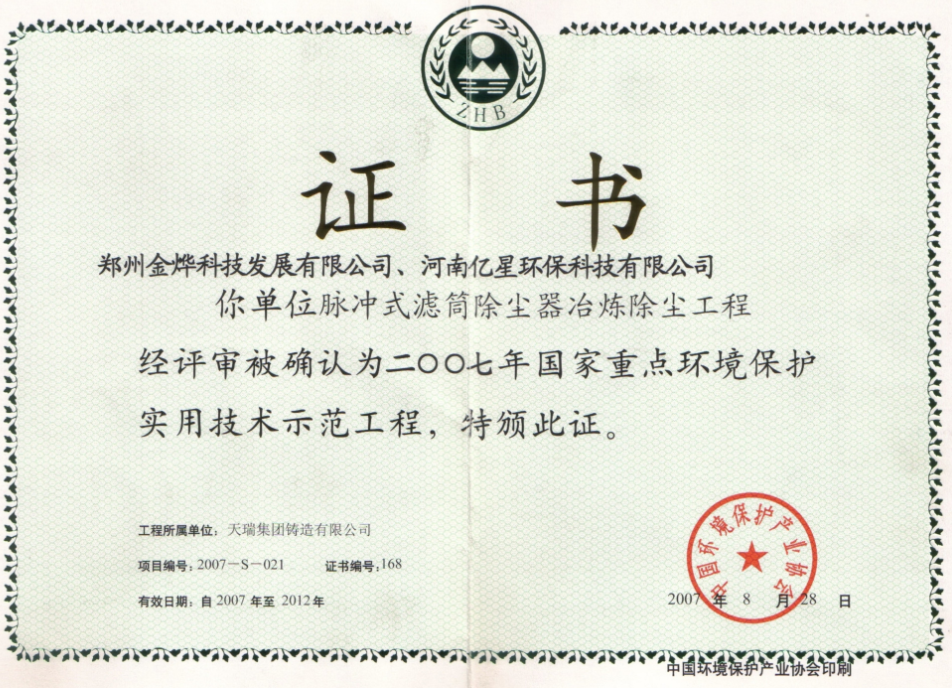 ZHB
证 书
郑州金烨科技发展有限公司、河南亿星环保科技有限公司
你单位脉冲式滤筒除尘器冶炼除尘工程
经评审被确认为二〇〇七年国家重点环境保护
实用技术示范工程，特颁此证。
工程所属单位：天瑞集团铸造有限公司
项目编号：2007－S－021 证书编号：168
有效日期：自 2007 年至 2012 年
中国环境保护产业协会
2007 年 8 月 28 日
中国环境保护产业协会印制